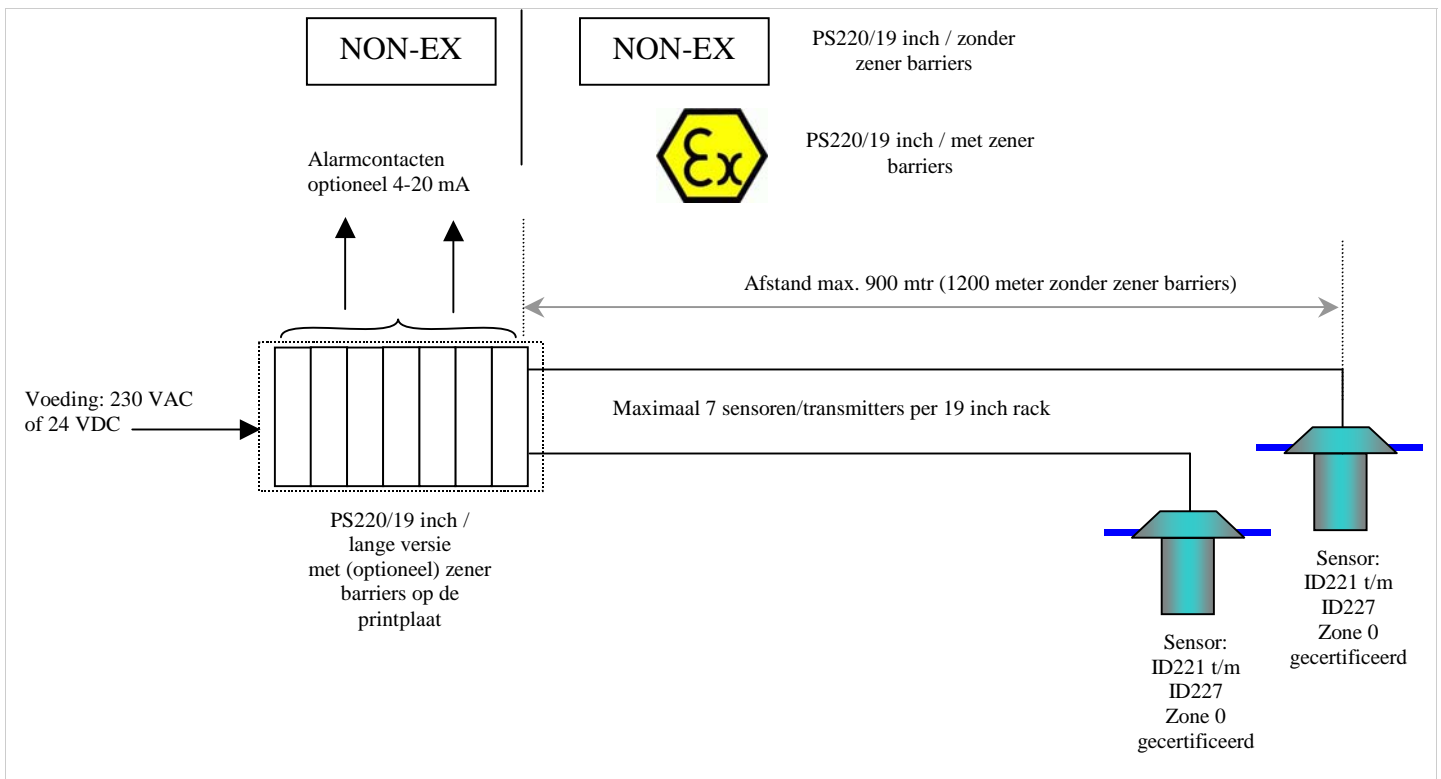 NON-EX
NON-EX
PS220/19 inch / zonder
zener barriers
Ex
PS220/19 inch / met zener
barriers
Alarmcontacten
optioneel 4-20 mA
Afstand max. 900 mtr (1200 meter zonder zener barriers)
Voeding: 230 VAC
of 24 VDC
Maximaal 7 sensoren/transmitters per 19 inch rack
PS220/19 inch /
lange versie
met (optioneel) zener
barriers op de
printplaat
Sensor:
ID221 t/m
ID227
Zone 0
gecertificeerd
Sensor:
ID221 t/m
ID227
Zone 0
gecertificeerd